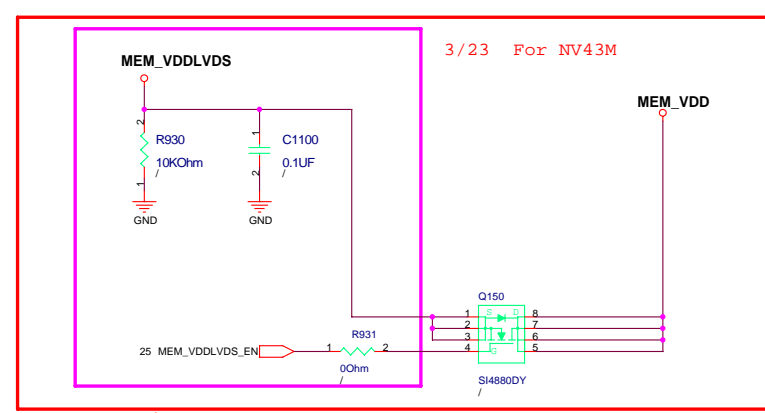 3/23 For NV43M
MEM_VDDLVDS
MEM_VDD
2
R930
10KOhm
/
1
GND
1
C1100
0.1UF
2
/
GND
Q150
1
2
3
4
S
D
G
8
7
6
5
SI4880DY
/
25 MEM_VDDLVDS_EN
1
R931
2
0Ohm
/